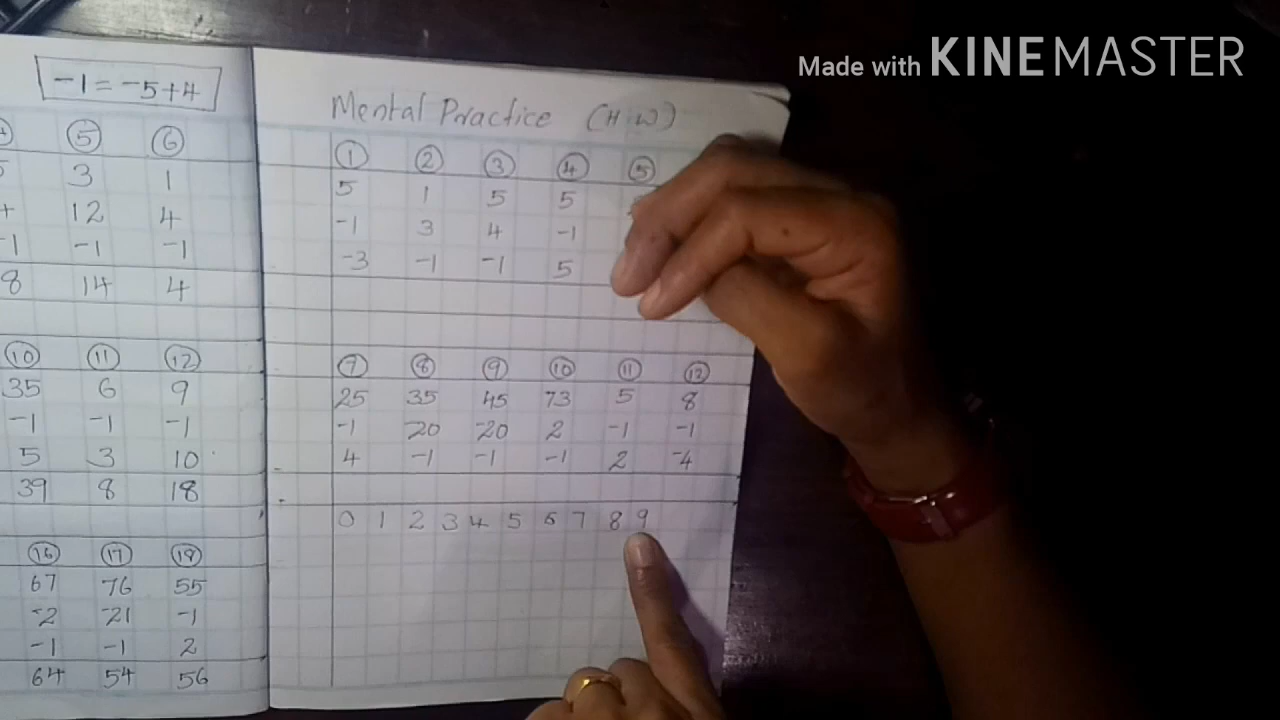 Made with KINEMASTER
-1 = -5+4
⑤ ⑥
3 1
12 4
-1 -1
8 14 4
⑩ ⑪ ⑫
35 6 9
-1 -1 -1
5 3 10
39 8 18
⑯ ⑰ ⑱
67 76 55
-2 -21 -1
-1 -1 2
64 54 56
Mental Practice (H.W)
① ② ③ ④ ⑤
5 1 5 5
-1 3 4 -1
-3 -1 -1 5
⑦ ⑧ ⑨ ⑩ ⑪ ⑫
25 35 45 73 5 8
-1 20 -20 2 -1 -1
4 -1 -1 -1 2 -4
0 1 2 3 4 5 6 7 8 9